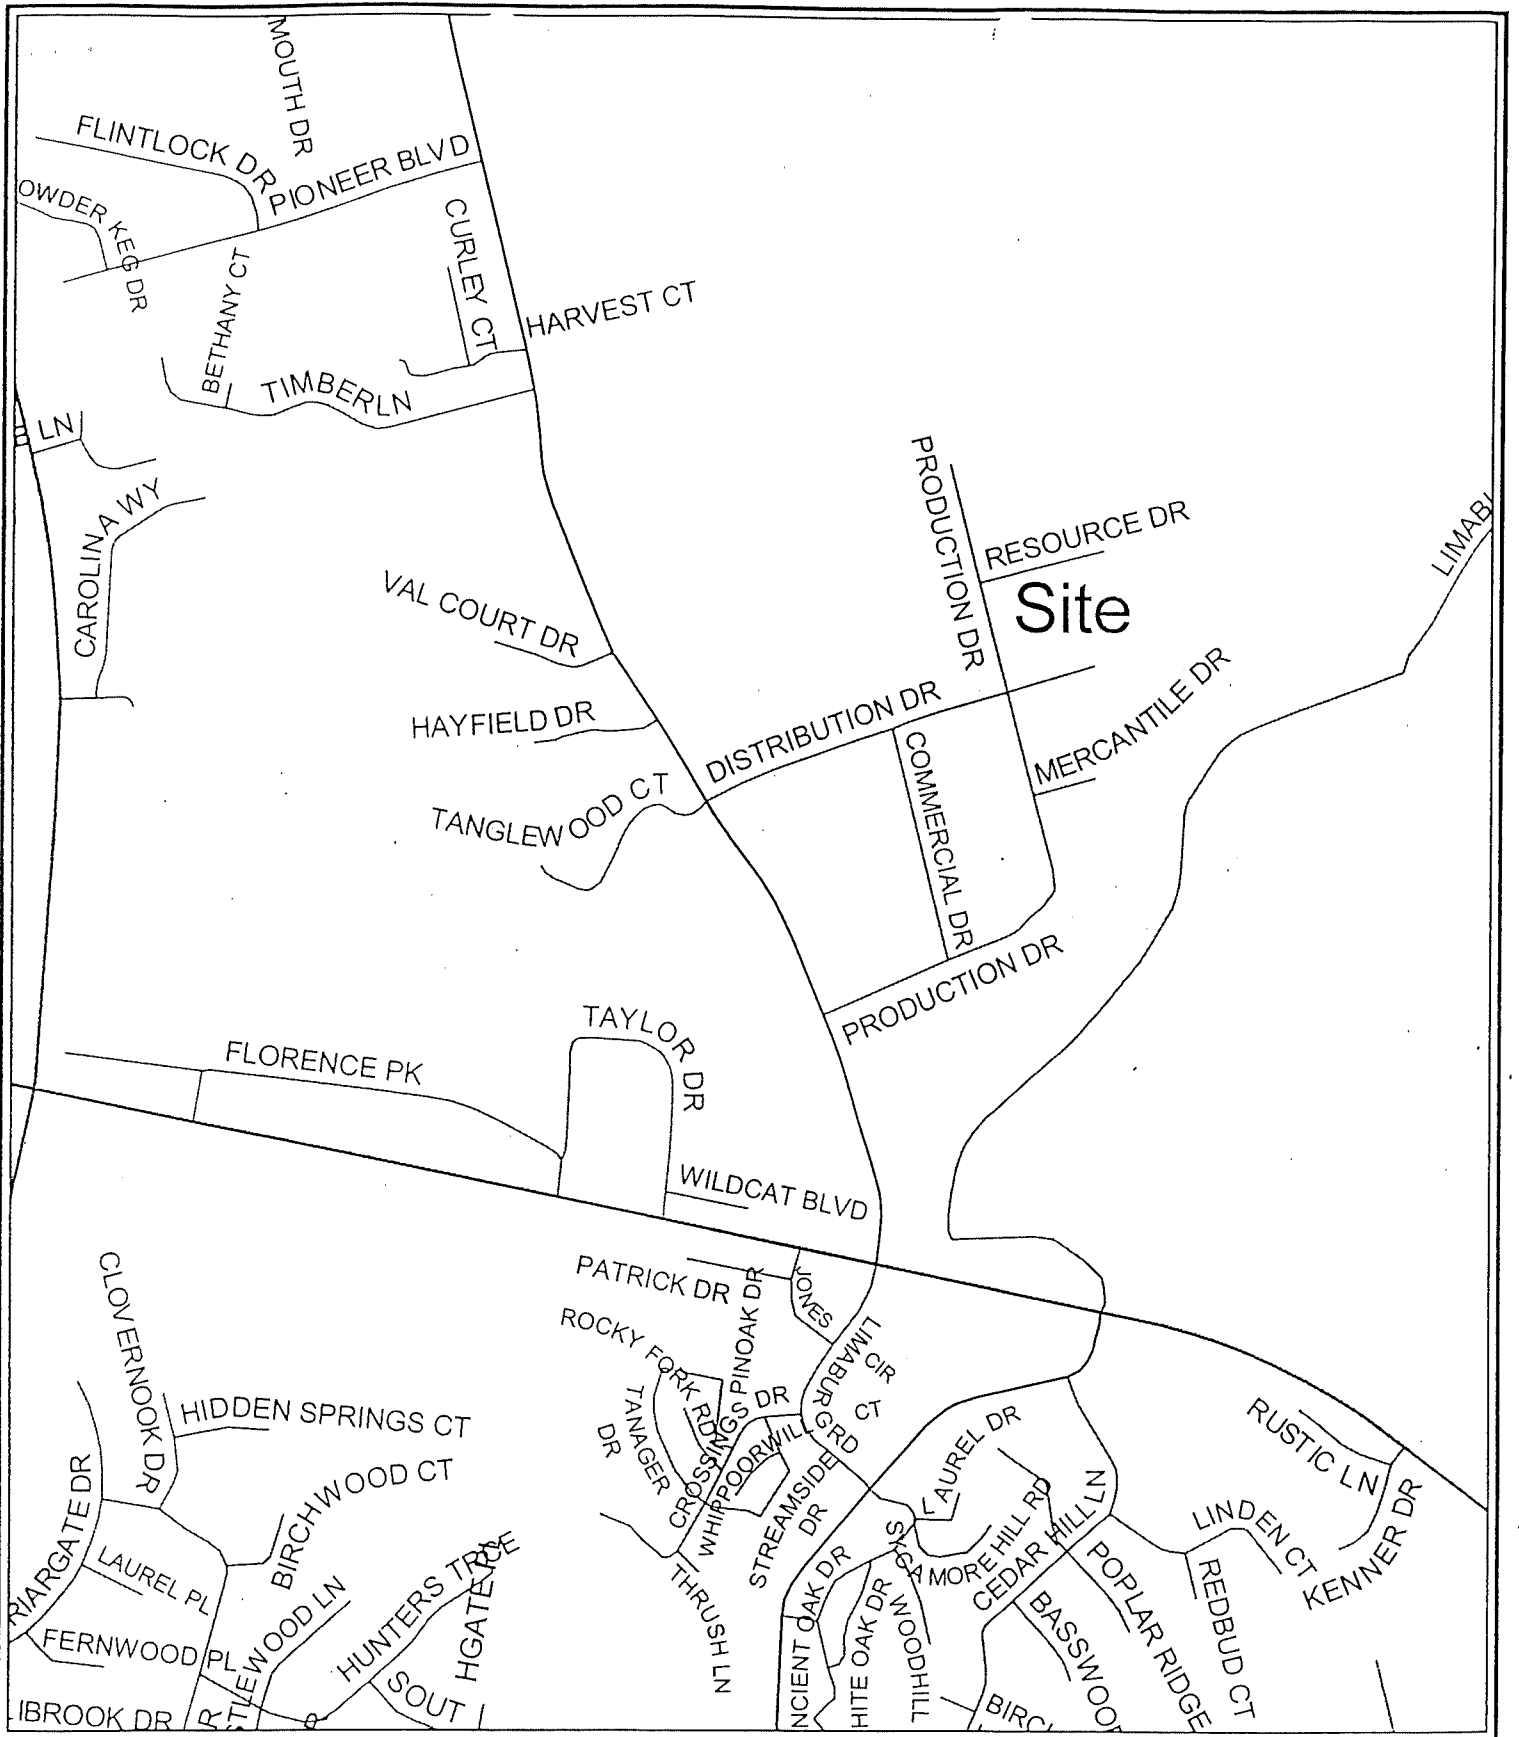 MOUTH DR
FLINTLOCK DR
PIONEER BLVD
OWDER KEG DR
CURLEY CT
BETHANY CT
HARVEST CT
TIMBERLN
LN
CAROLINA WY
PRODUCTION DR
RESOURCE DR
LIMAB
Site
VAL COURT DR
HAYFIELD DR
DISTRIBUTION DR
MERCANTILE DR
TANGLEWOOD CT
COMMERCIAL DR
PRODUCTION DR
TAYLOR DR
FLORENCE PK
WILDCAT BLVD
PATRICK DR
JONES
CIR
CLOVERNOOK DR
ROCKY FORK RD
PINOAK DR
LIMABURG RD
CT
TANAGER
DR
CROSSINGS DR
WHIPPOORWILL
HIDDEN SPRINGS CT
STREAMSIDE
DR
LAUREL DR
RUSTIC LN
RIARGATE DR
BIRCHWOOD CT
LINDEN CT
KENNER DR
LAUREL PL
HUNTERS TRCE
THRUSH LN
SYCAMORE HILL RD
CEDAR HILL LN
POPLAR RIDGE
REDBUD CT
BASSWOO
NCIENT OAK DR
HITE OAK DR
WOODHILL
FERNWOOD PL
STLEWOOD LN
SOUT
HGATE
IBROOK DR
R
BIRC